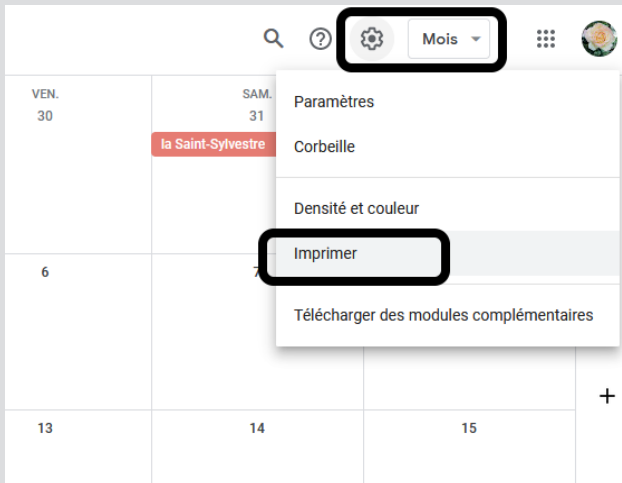 Mois
VEN.
30
SAM.
31
la Saint-Sylvestre
Paramètres
Corbeille
Densité et couleur
Imprimer
Télécharger des modules complémentaires
6
7
13
14
15